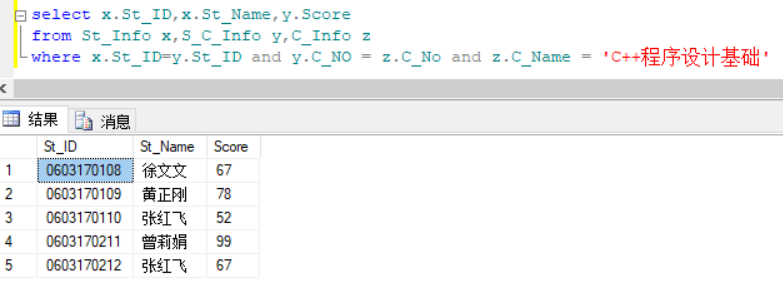 select x.St_ID,x.St_Name,y.Score
from St_Info x,S_C_Info y,C_Info z
where x.St_ID=y.St_ID and y.C_NO = z.C_No and z.C_Name = 'C++程序设计基础'
结果 消息
St_ID St_Name Score
1 0603170108 徐文文 67
2 0603170109 黄正刚 78
3 0603170110 张红飞 52
4 0603170211 曾莉娟 99
5 0603170212 张红飞 67